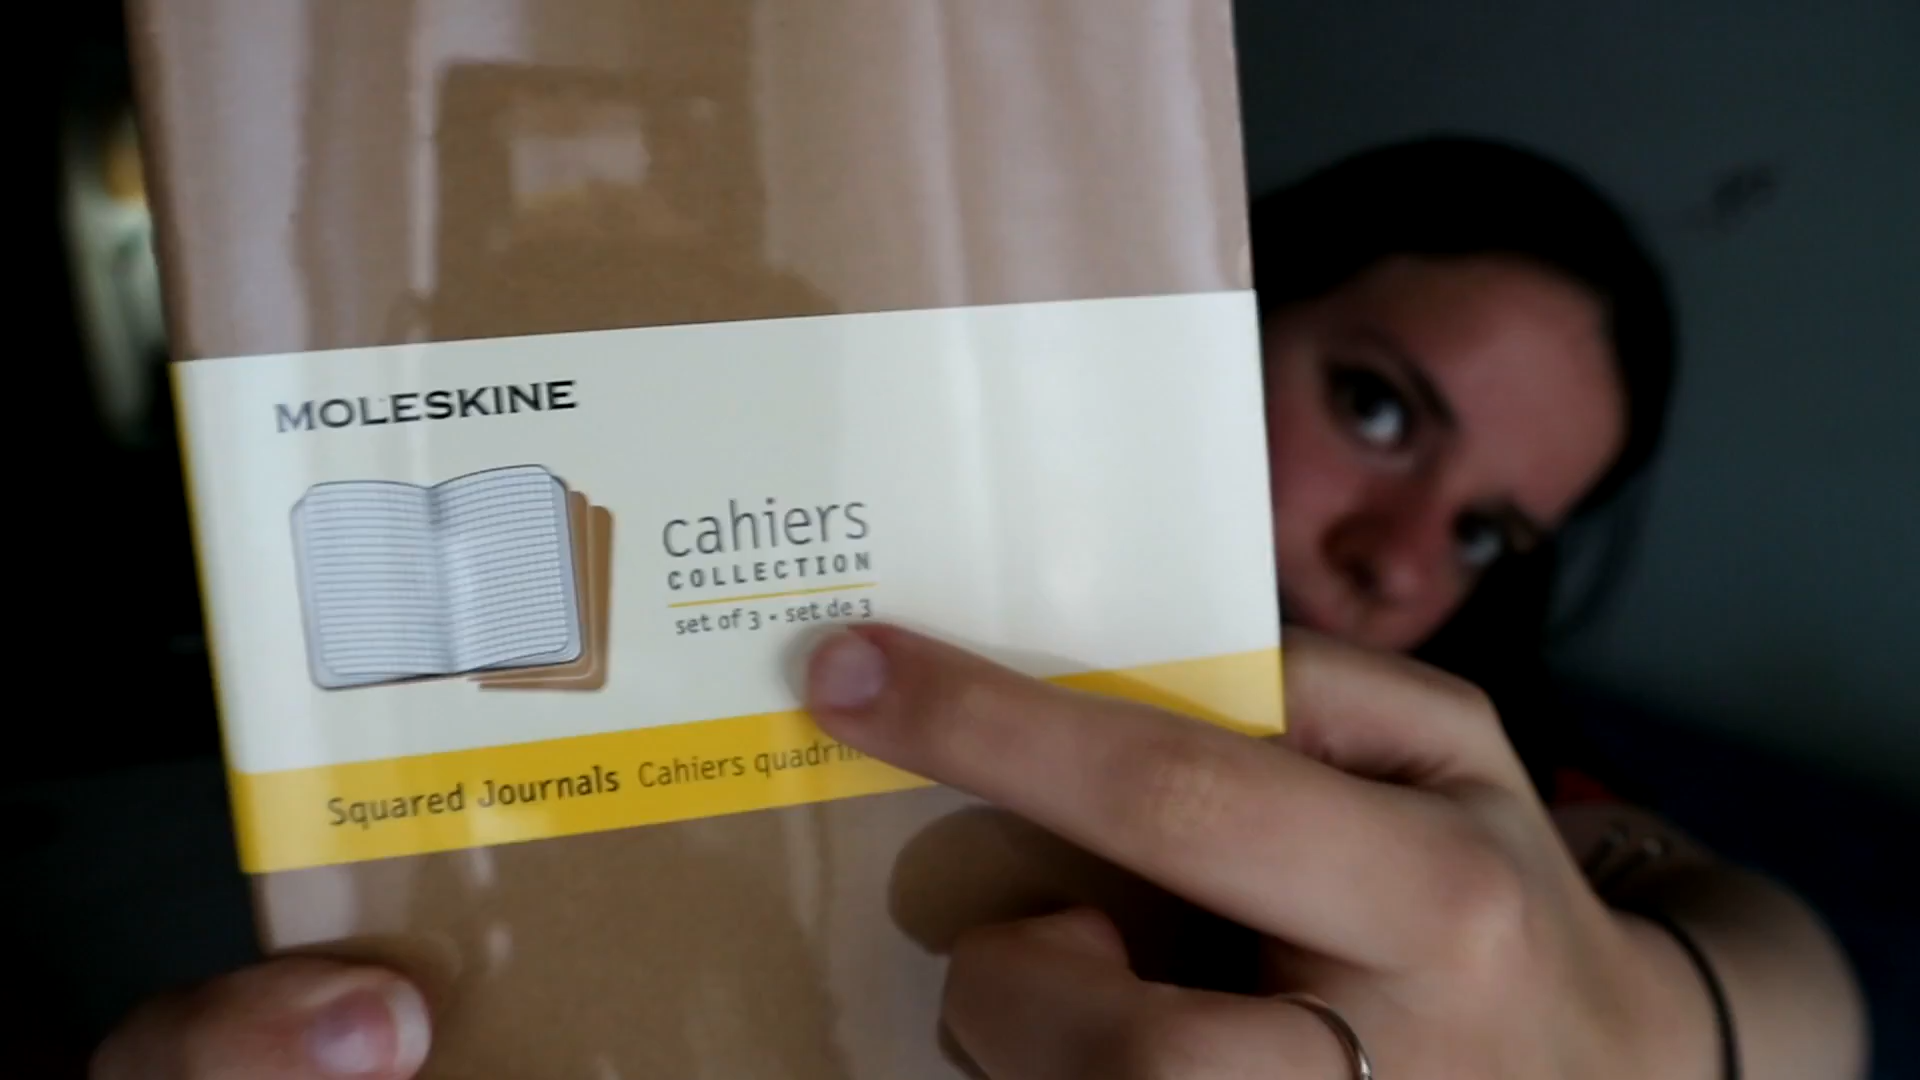 MOLESKINE
cahiers
COLLECTION
set of 3 - set de 3
Squared Journals Cahiers